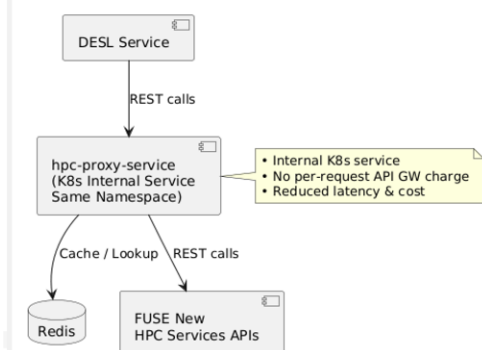 DESL Service
REST calls
hpc-proxy-service
(K8s Internal Service
Same Namespace)
• Internal K8s service
• No per-request API GW charge
• Reduced latency & cost
Cache / Lookup
REST calls
Redis
FUSE New
HPC Services APIs